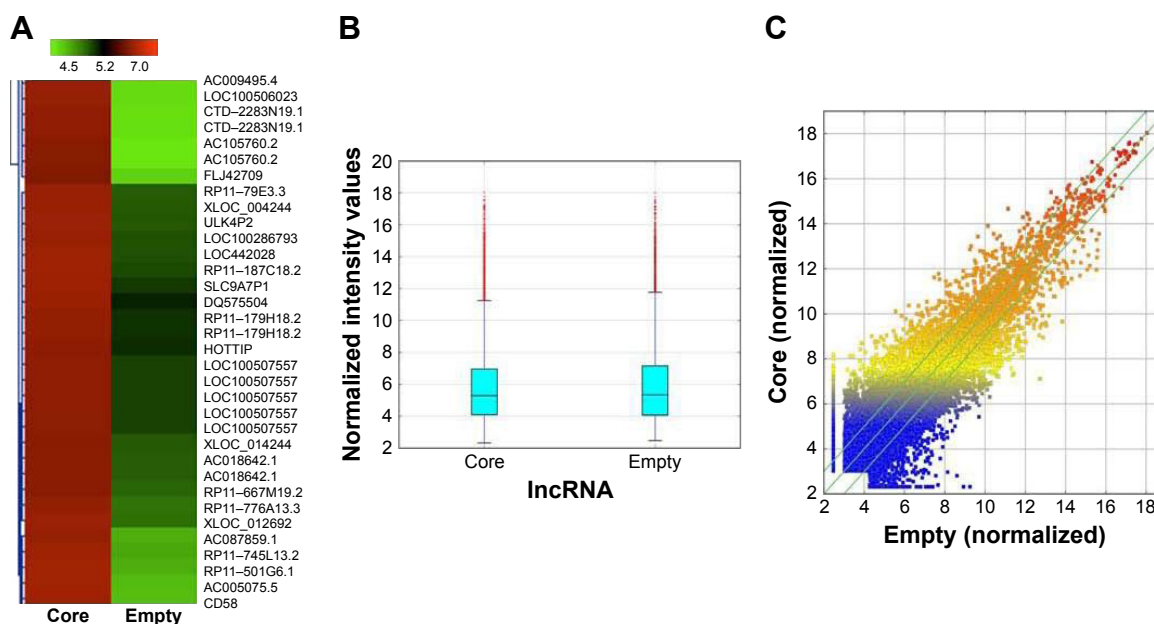 A
4.5 5.2 7.0
AC009495.4
LOC100506023
CTD–2283N19.1
CTD–2283N19.1
AC105760.2
AC105760.2
FLJ42709
RP11–79E3.3
XLOC_004244
ULK4P2
LOC100286793
LOC442028
RP11–187C18.2
SLC9A7P1
DQ575504
RP11–179H18.2
RP11–179H18.2
HOTTIP
LOC100507557
LOC100507557
LOC100507557
LOC100507557
LOC100507557
XLOC_014244
AC018642.1
AC018642.1
RP11–667M19.2
RP11–776A13.3
XLOC_012692
AC087859.1
RP11–745L13.2
RP11–501G6.1
AC005075.5
CD58
Core Empty
B
Normalized intensity values
20
18
16
14
12
10
8
6
4
2
Core Empty
lncRNA
C
Core (normalized)
18
16
14
12
10
8
6
4
2
2 4 6 8 10 12 14 16 18
Empty (normalized)